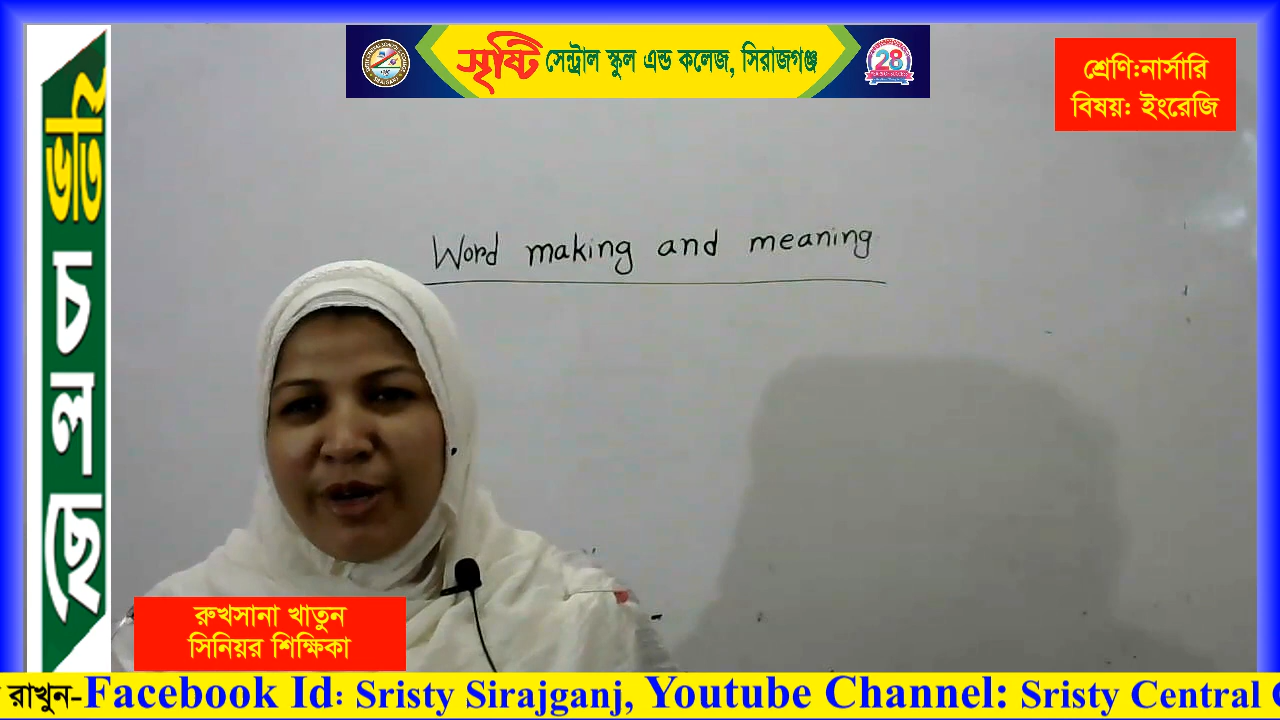 সৃষ্টি সেন্ট্রাল স্কুল এন্ড কলেজ, সিরাজগঞ্জ
28
শ্রেণি:নার্সারি
বিষয়: ইংরেজি
ভর্তি চলছে
Word making and meaning
রুখসানা খাতুন
সিনিয়র শিক্ষিকা
রাখুন-Facebook Id: Sristy Sirajganj, Youtube Channel: Sristy Central